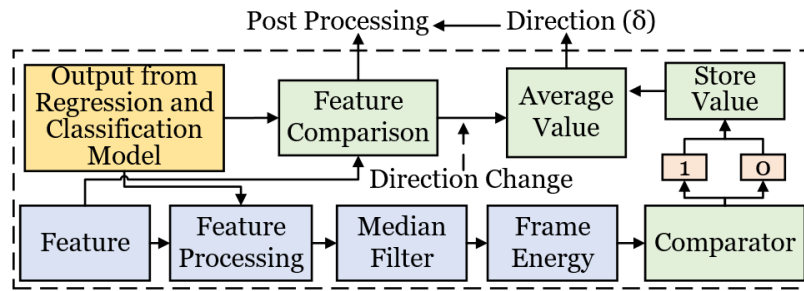 Post Processing
Direction (δ)
Output from
Regression and
Classification
Model
Feature
Comparison
Average
Value
Store
Value
1
0
Direction Change
Feature
Feature
Processing
Median
Filter
Frame
Energy
Comparator